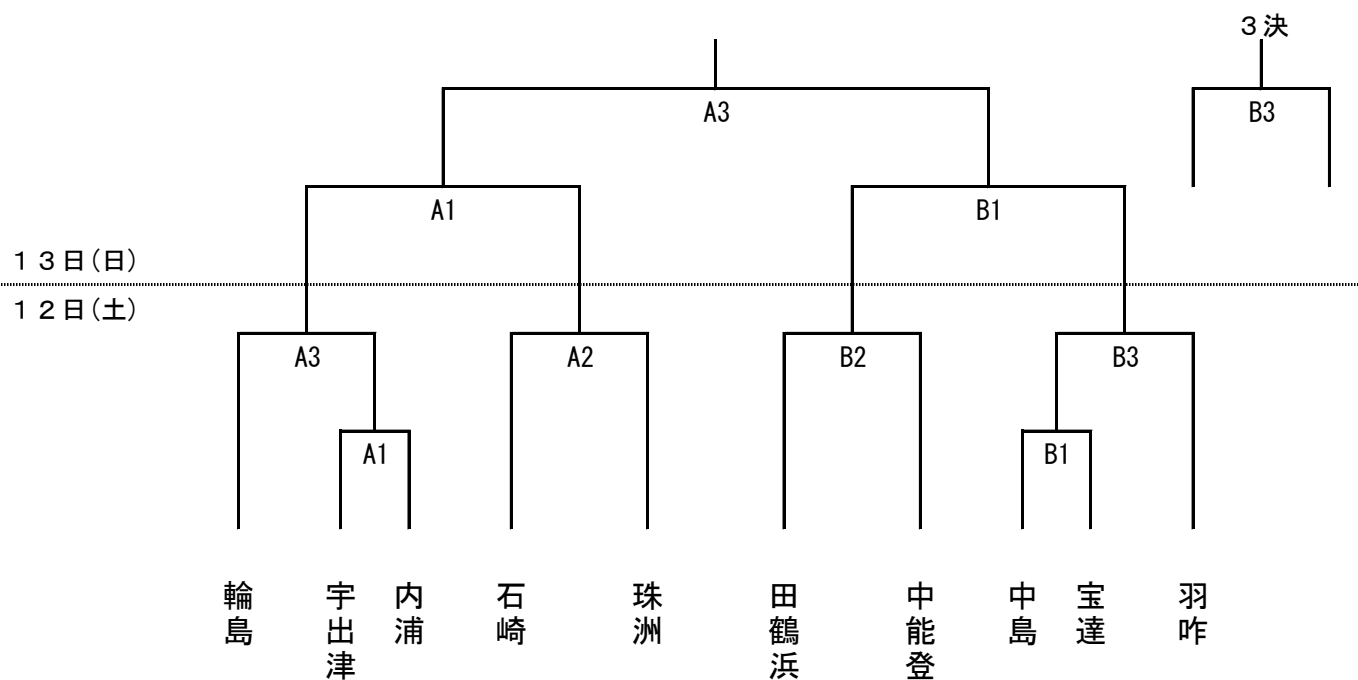 ３決
A3
B3
A1
B1
１３日(日)
１２日(土)
A3
A2
B2
B3
A1
B1
輪島
宇出津
内浦
石崎
珠洲
田鶴浜
中能登
中島
宝達
羽咋